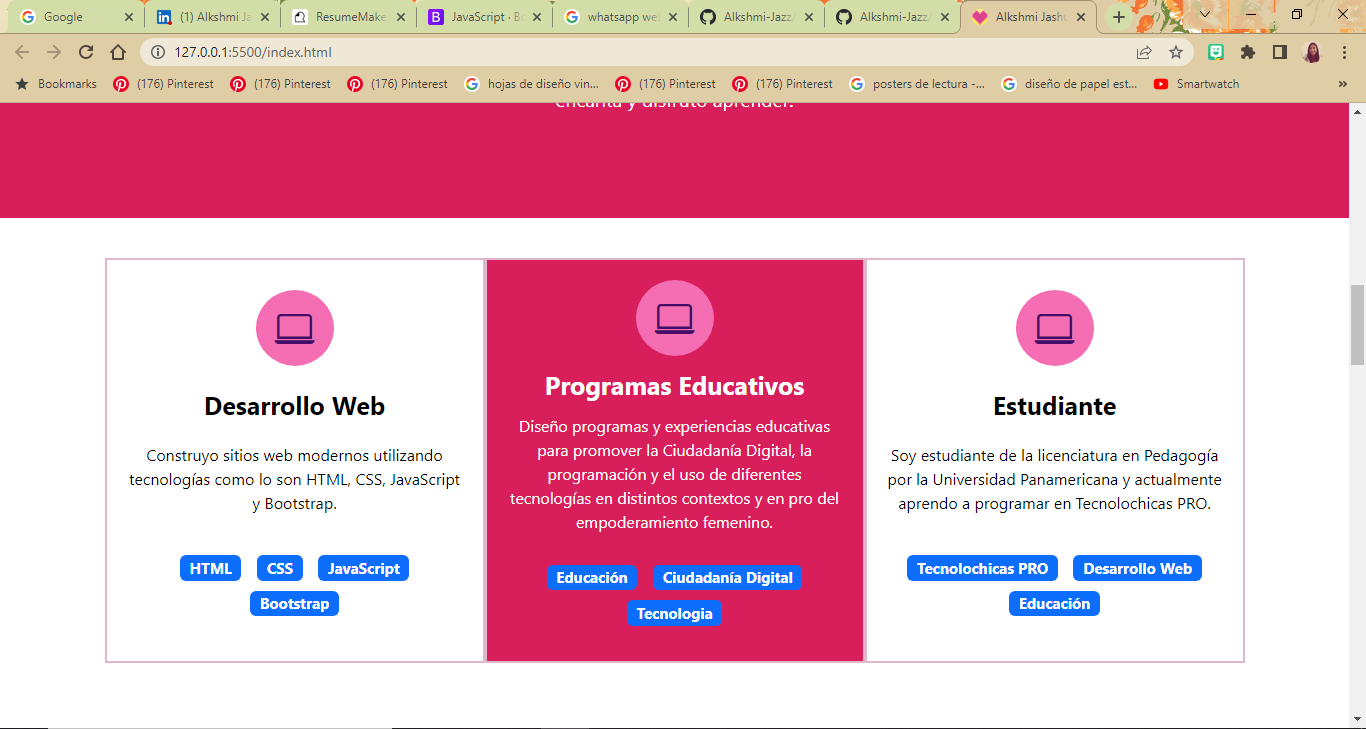 Google
(1) Alkshmi Ja
ResumeMake
JavaScript · Bo
whatsapp we
Alkshmi-Jazz/
Alkshmi-Jazz/
Alkshmi Jashu
127.0.0.1:5500/index.html
Bookmarks
(176) Pinterest
(176) Pinterest
(176) Pinterest
hojas de diseño vin...
(176) Pinterest
(176) Pinterest
posters de lectura -...
diseño de papel est...
Smartwatch
»
encanta y disfruto aprender.
Desarrollo Web
Construyo sitios web modernos utilizando
tecnologías como lo son HTML, CSS, JavaScript
y Bootstrap.
HTML CSS JavaScript
Bootstrap
Programas Educativos
Diseño programas y experiencias educativas
para promover la Ciudadanía Digital, la
programación y el uso de diferentes
tecnologías en distintos contextos y en pro del
empoderamiento femenino.
Educación Ciudadanía Digital
Tecnologia
Estudiante
Soy estudiante de la licenciatura en Pedagogía
por la Universidad Panamericana y actualmente
aprendo a programar en Tecnolochicas PRO.
Tecnolochicas PRO Desarrollo Web
Educación